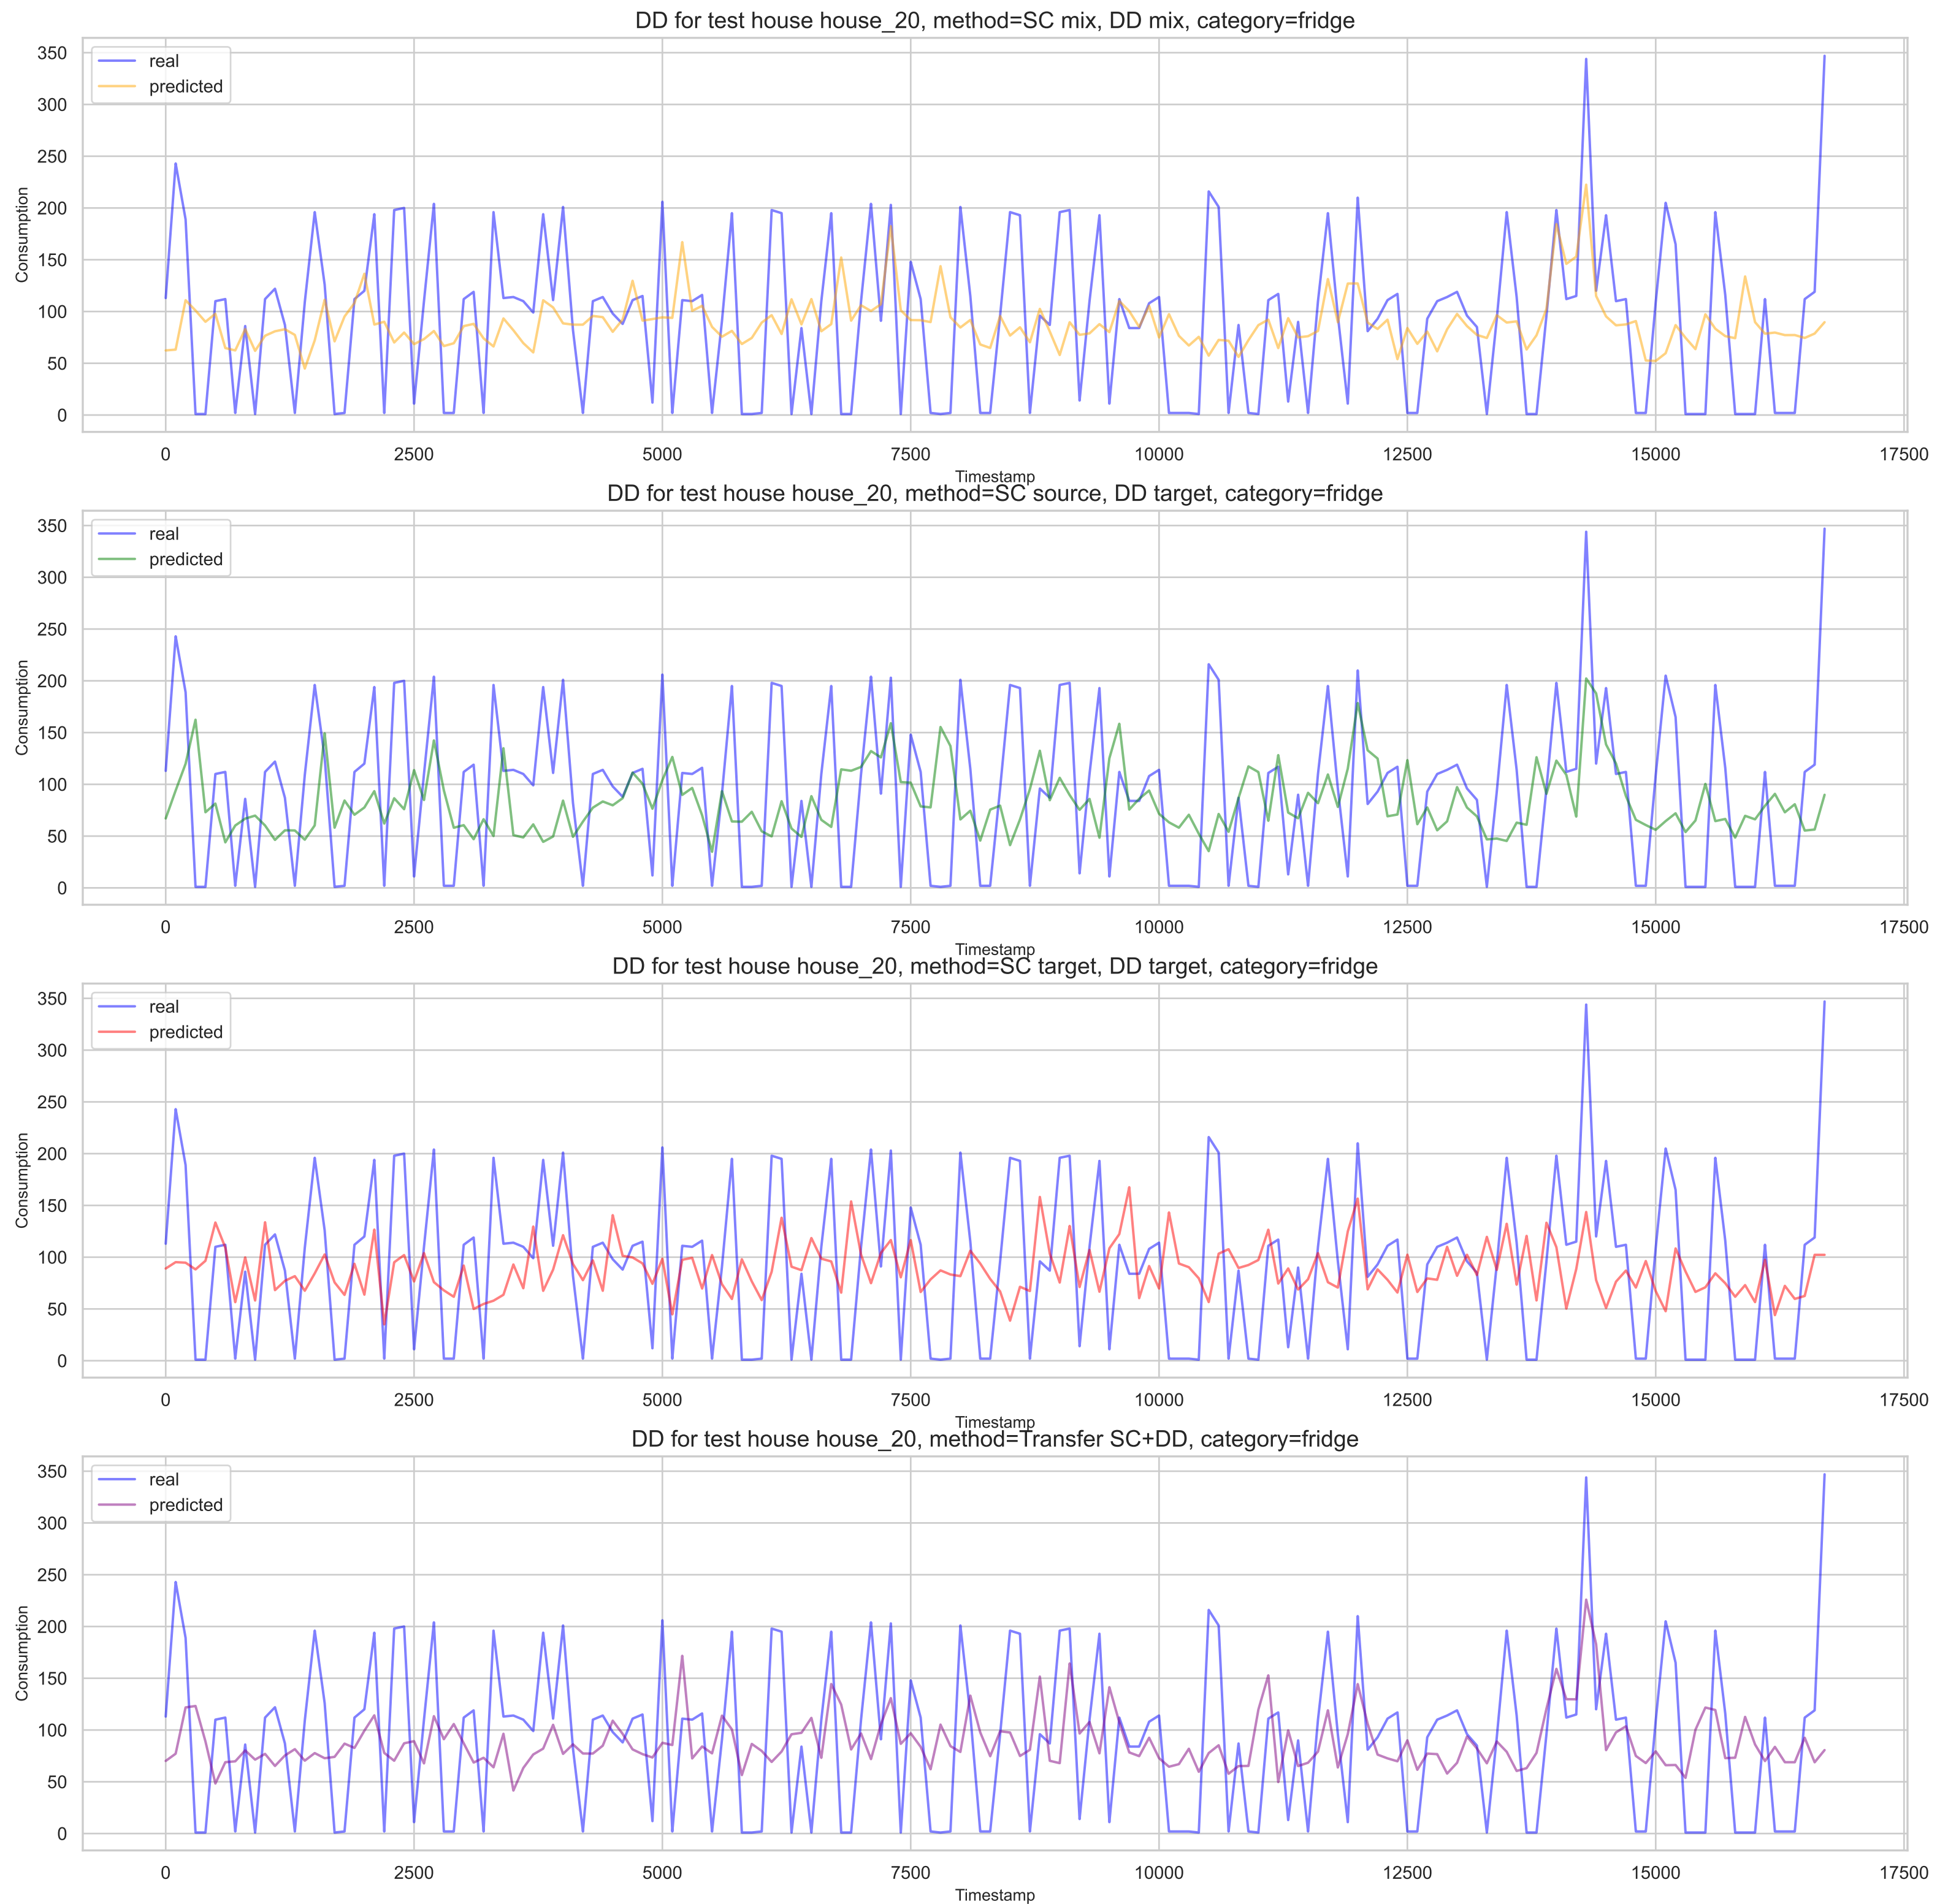 DD for test house house_20, method=SC mix, DD mix, category=fridge
350
real
predicted
300
250
200
150
100
50
0
Consumption
0 2500 5000 7500 10000 12500 15000 17500
Timestamp
DD for test house house_20, method=SC source, DD target, category=fridge
350
real
predicted
300
250
200
150
100
50
0
Consumption
0 2500 5000 7500 10000 12500 15000 17500
Timestamp
DD for test house house_20, method=SC target, DD target, category=fridge
350
real
predicted
300
250
200
150
100
50
0
Consumption
0 2500 5000 7500 10000 12500 15000 17500
Timestamp
DD for test house house_20, method=Transfer SC+DD, category=fridge
350
real
predicted
300
250
200
150
100
50
0
Consumption
0 2500 5000 7500 10000 12500 15000 17500
Timestamp